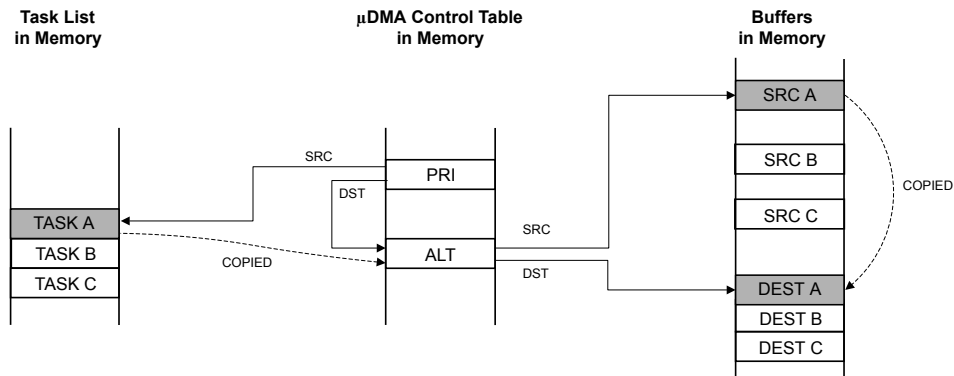 Task List
in Memory
µDMA Control Table
in Memory
Buffers
in Memory
SRC A
SRC
PRI
SRC B
DST
COPIED
TASK A
SRC C
SRC
TASK B
COPIED
ALT
DST
TASK C
DEST A
DEST B
DEST C